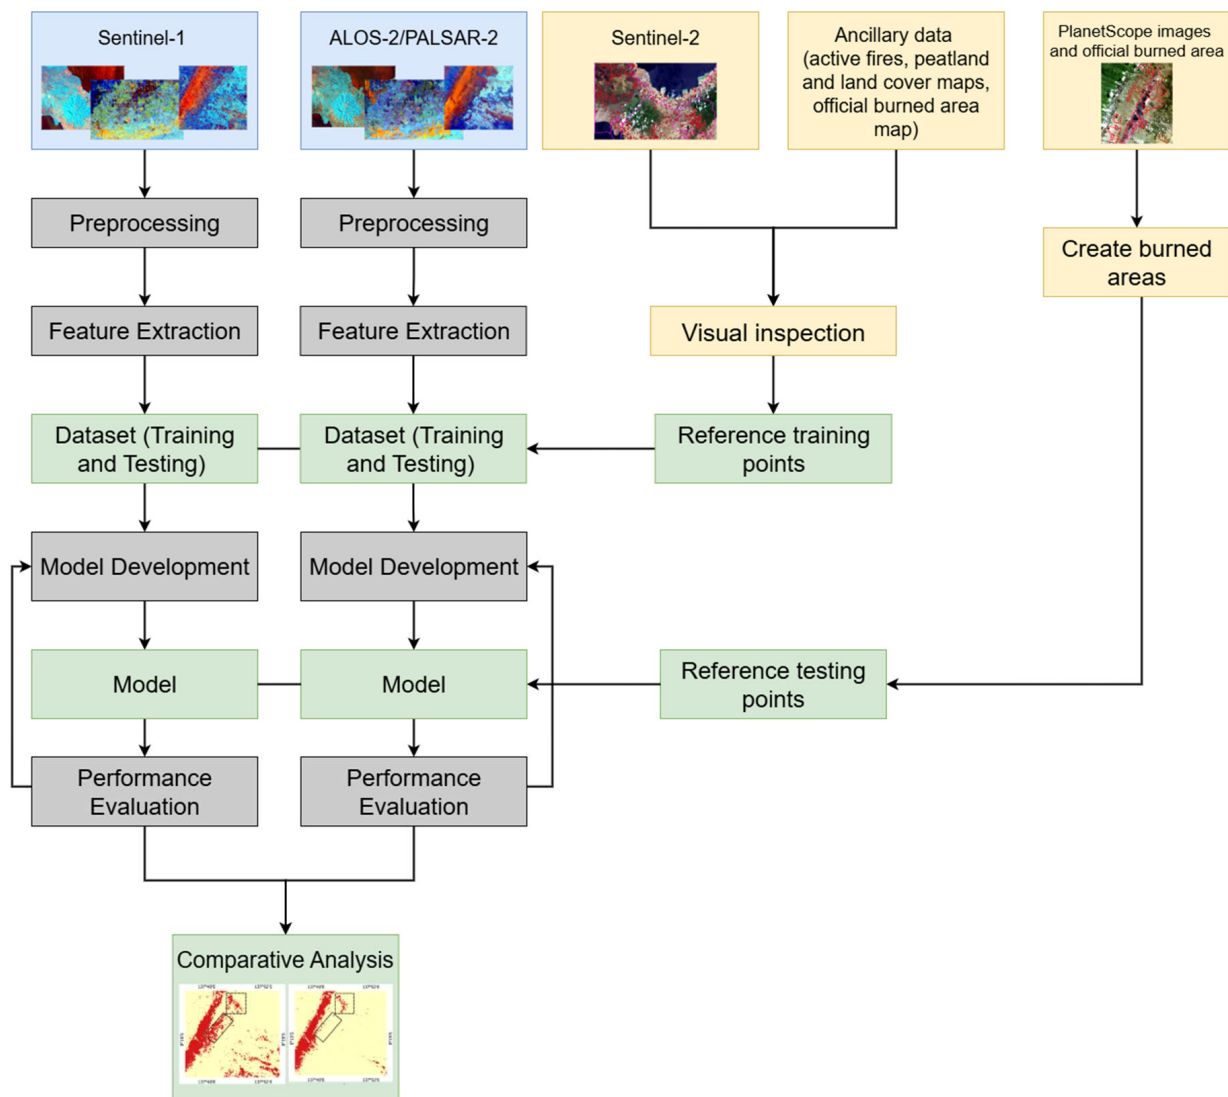 Sentinel-1
ALOS-2/PALSAR-2
Sentinel-2
Ancillary data
(active fires, peatland
and land cover maps,
official burned area
map)
PlanetScope images
and official burned area
Preprocessing
Preprocessing
Create burned
areas
Feature Extraction
Feature Extraction
Visual inspection
Dataset (Training
and Testing)
Dataset (Training
and Testing)
Reference training
points
Model Development
Model Development
Model
Model
Reference testing
points
Performance
Evaluation
Performance
Evaluation
Comparative Analysis